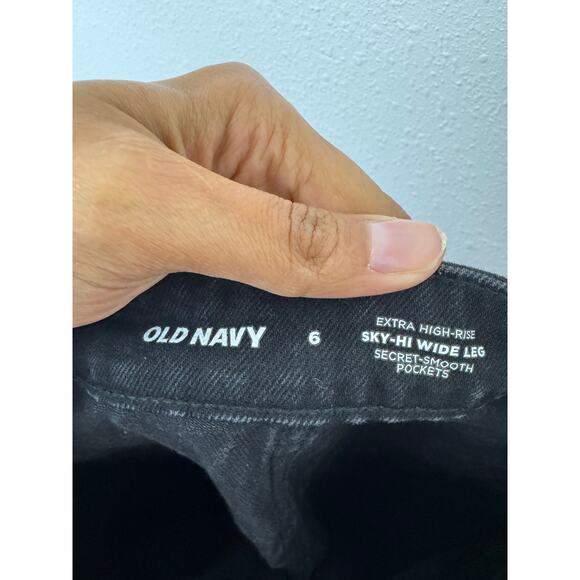 OLD NAVY
6
EXTRA HIGH-RISE
SKY-HI WIDE LEG
SECRET-SMOOTH
POCKETS